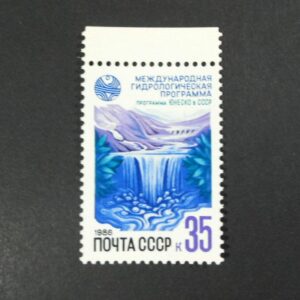 МЕЖДУНАРОДНАЯ
ГИДРОЛОГИЧЕСКАЯ
ПРОГРАММА
ПРОГРАММА ЮНЕСКО В СССР
1986
ПОЧТА СССР К 35